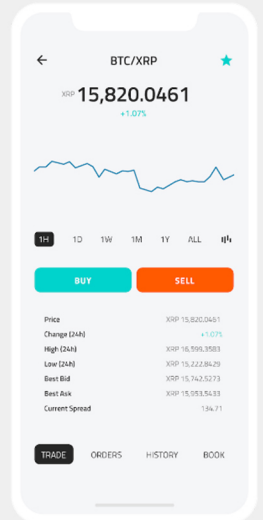 BTC/XRP
XRP 15,820.0461
+1.07%
1H 1D 1W 1M 1Y ALL
BUY SELL
Price XRP 15,820.0461
Change (24h) +1.07%
High (24h) XRP 16,599.3583
Low (24h) XRP 15,222.8429
Best Bid XRP 15,742.5273
Best Ask XRP 15,953.5433
Current Spread 134.71
TRADE ORDERS HISTORY BOOK